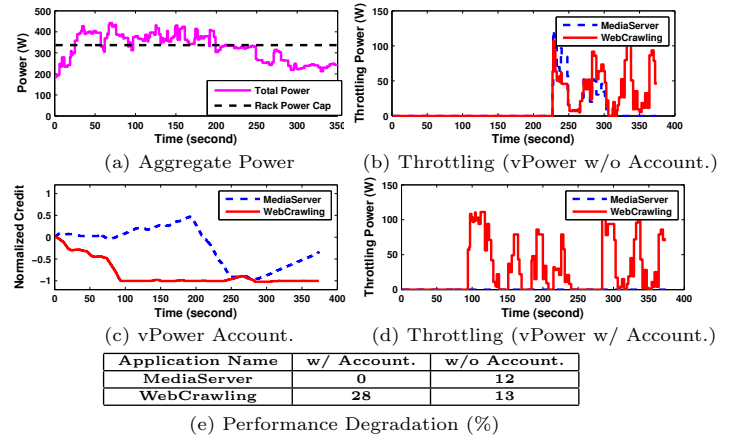 500
400
300
200
100
0
0 50 100 150 200 250 300 350
Power (W)
Time (second)
Total Power
Rack Power Cap
(a) Aggregate Power
150
100
50
0
0 50 100 150 200 250 300 350 400
Throttling Power (W)
Time (second)
MediaServer
WebCrawling
(b) Throttling (vPower w/o Account.)
1
0.5
0
−0.5
−1
0 50 100 150 200 250 300 350 400
Normalized Credit
Time (second)
MediaServer
WebCrawling
(c) vPower Account.
150
100
50
0
0 50 100 150 200 250 300 350 400
Throttling Power (W)
Time (second)
MediaServer
WebCrawling
(d) Throttling (vPower w/ Account.)
Application Name w/ Account. w/o Account.
MediaServer 0 12
WebCrawling 28 13
(e) Performance Degradation (%)